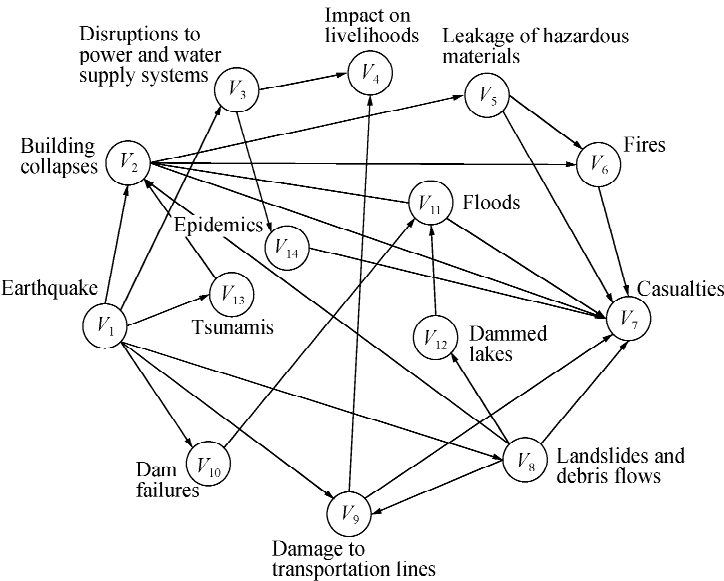 Impact on
livelihoods
Disruptions to
power and water
supply systems
Leakage of hazardous
materials
V3
V4
V5
Building
collapses
V2
V6
Fires
V11
Floods
Epidemics
V14
Earthquake
V1
V13
Tsunamis
Casualties
V7
V12
Dammed
lakes
Dam
failures
V10
V8
Landslides and
debris flows
V9
Damage to
transportation lines